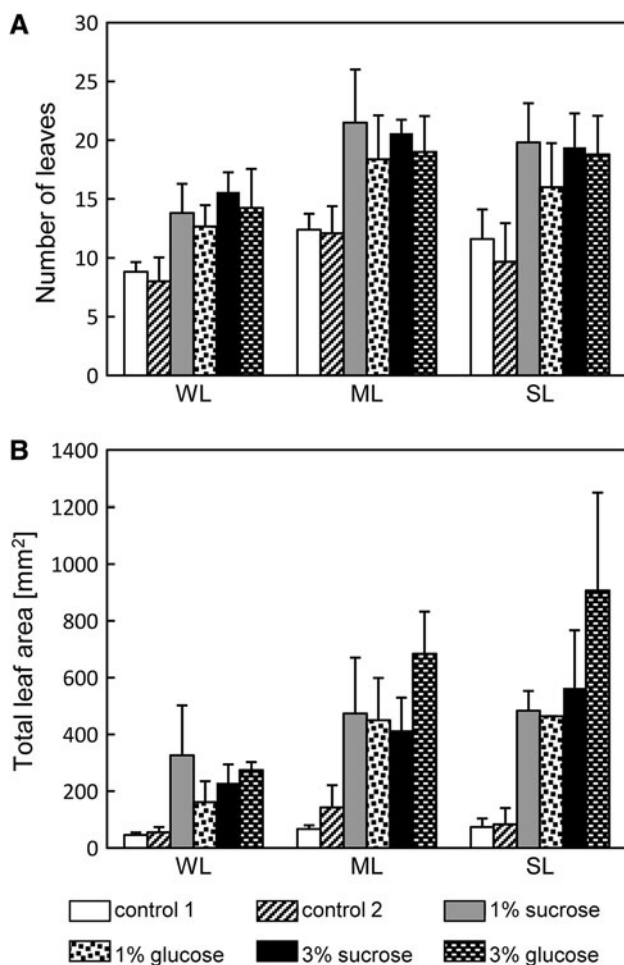 A
30
25
20
15
10
5
0
Number of leaves
WL ML SL
B
1400
1200
1000
800
600
400
200
0
Total leaf area [mm²]
WL ML SL
control 1 control 2 1% sucrose
1% glucose 3% sucrose 3% glucose